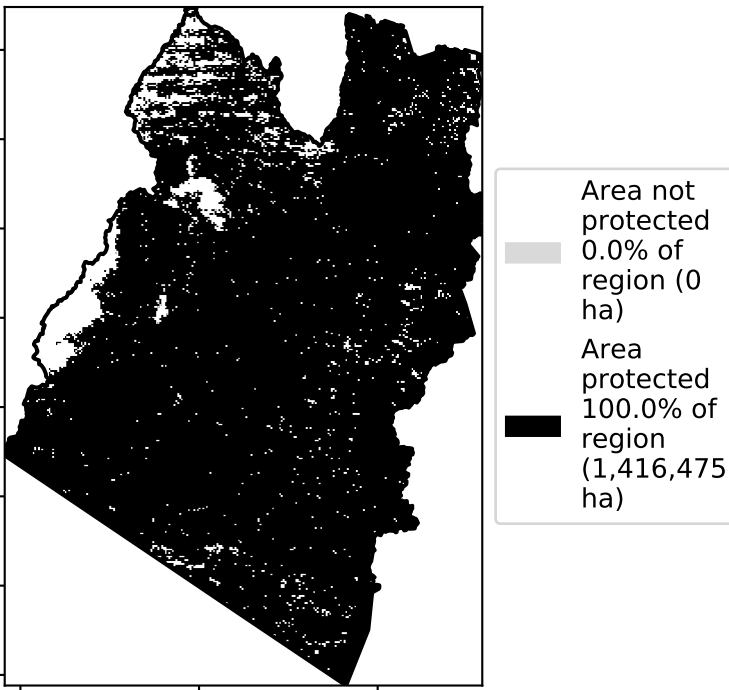 Area not
protected
0.0% of
region (0
ha)
Area
protected
100.0% of
region
(1,416,475
ha)